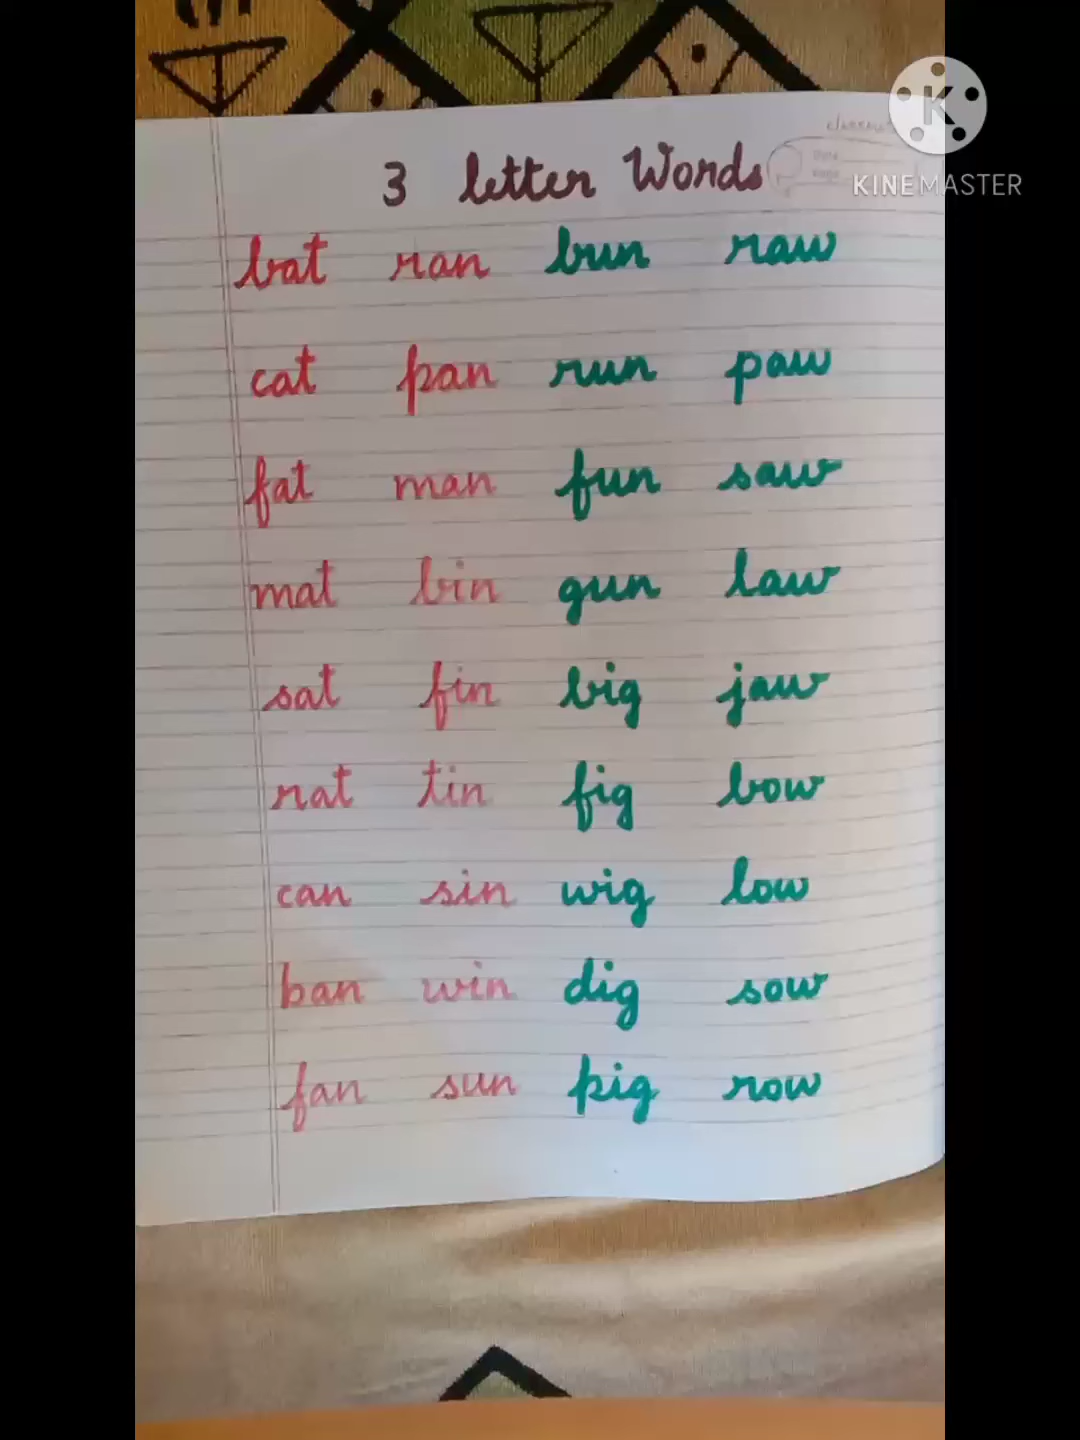 classmate
K
KINEMASTER
3 letter Words
bat ran bun raw
cat pan run paw
fat man fun saw
mat bin gun law
sat fin big jaw
rat tin fig bow
can sin wig low
ban win dig sow
fan sun pig row